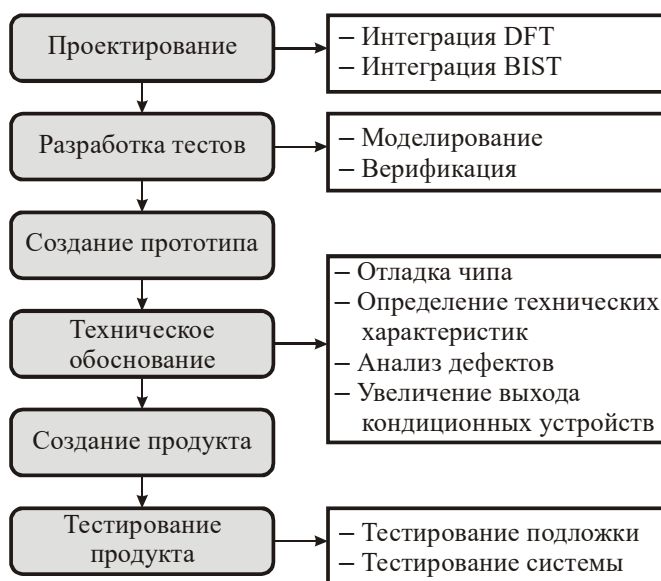 Проектирование
– Интеграция DFT
– Интеграция BIST
Разработка тестов
– Моделирование
– Верификация
Создание прототипа
Техническое
обоснование
– Отладка чипа
– Определение технических
характеристик
– Анализ дефектов
– Увеличение выхода
кондиционных устройств
Создание продукта
Тестирование
продукта
– Тестирование подложки
– Тестирование системы